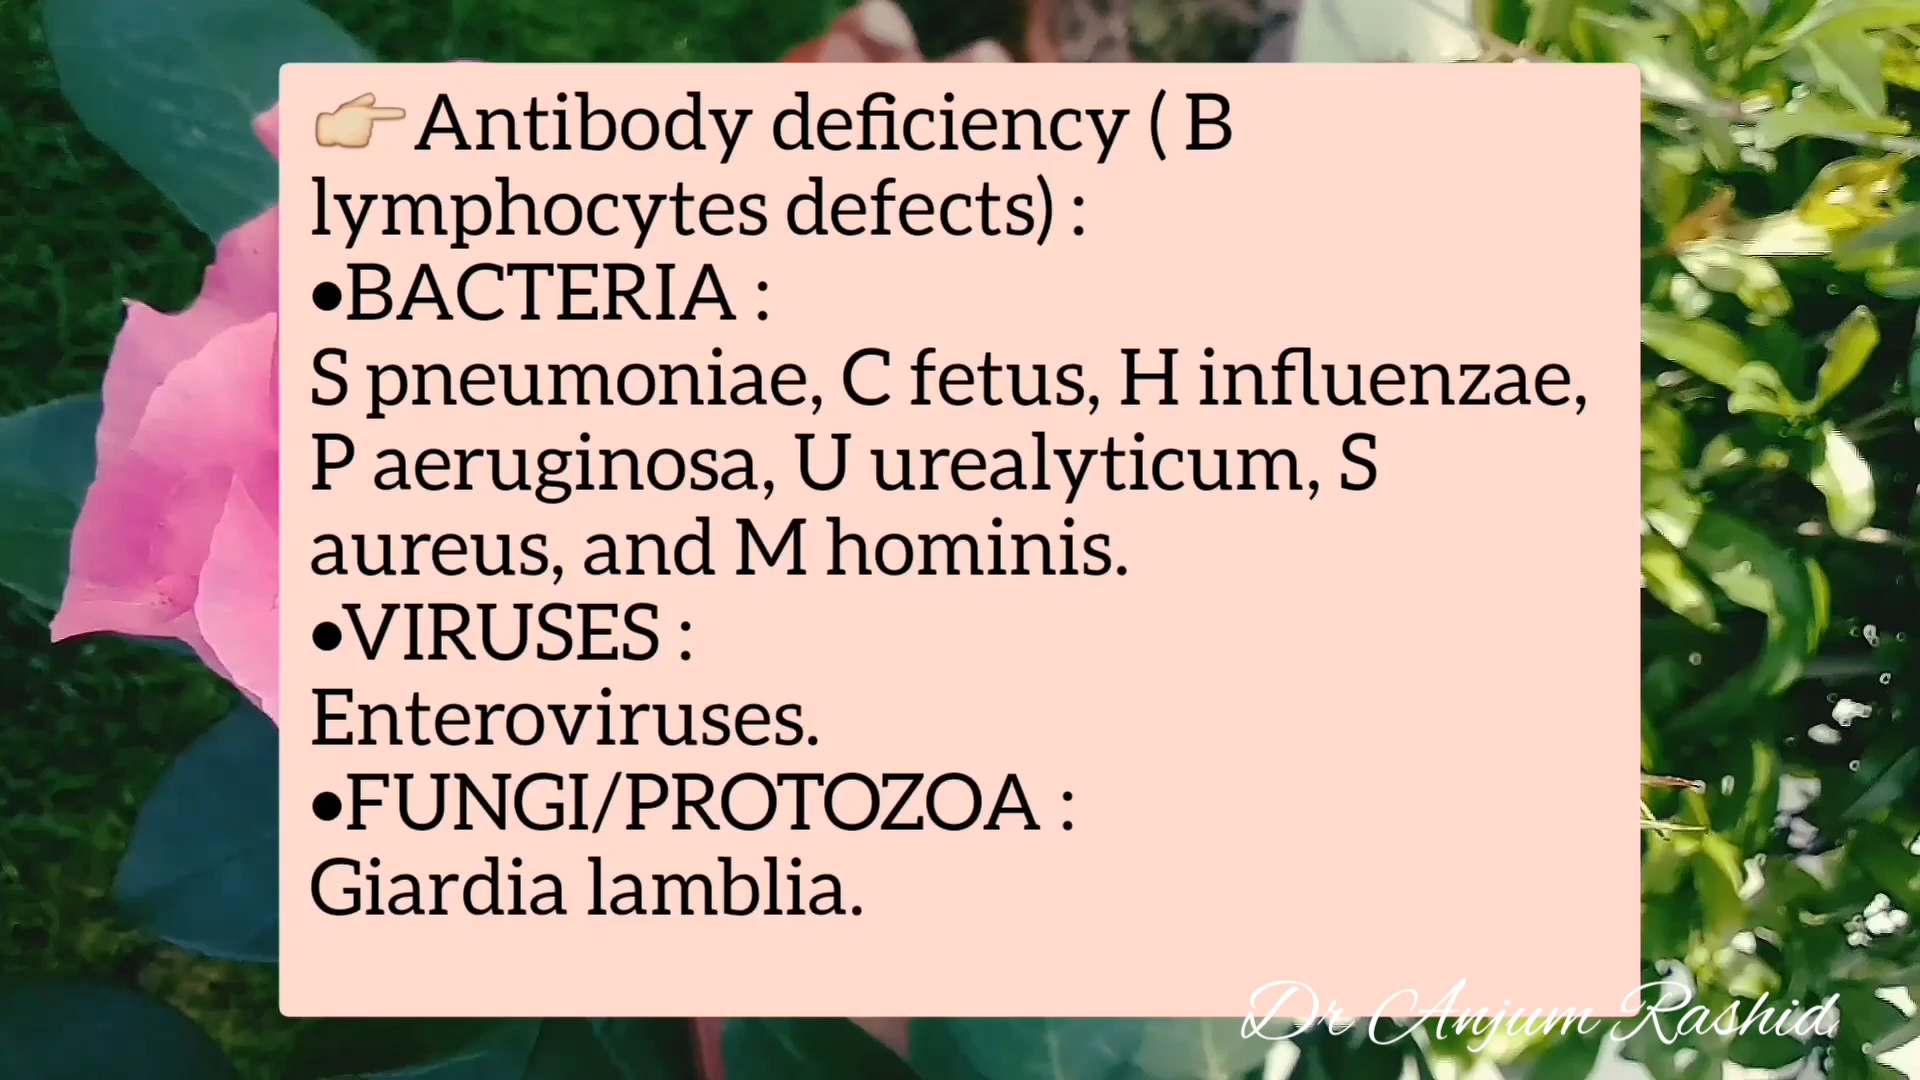 👉Antibody deficiency ( B
lymphocytes defects) :
•BACTERIA :
S pneumoniae, C fetus, H influenzae,
P aeruginosa, U urealyticum, S
aureus, and M hominis.
•VIRUSES :
Enteroviruses.
•FUNGI/PROTOZOA :
Giardia lamblia.
Dr Anjum Rashid